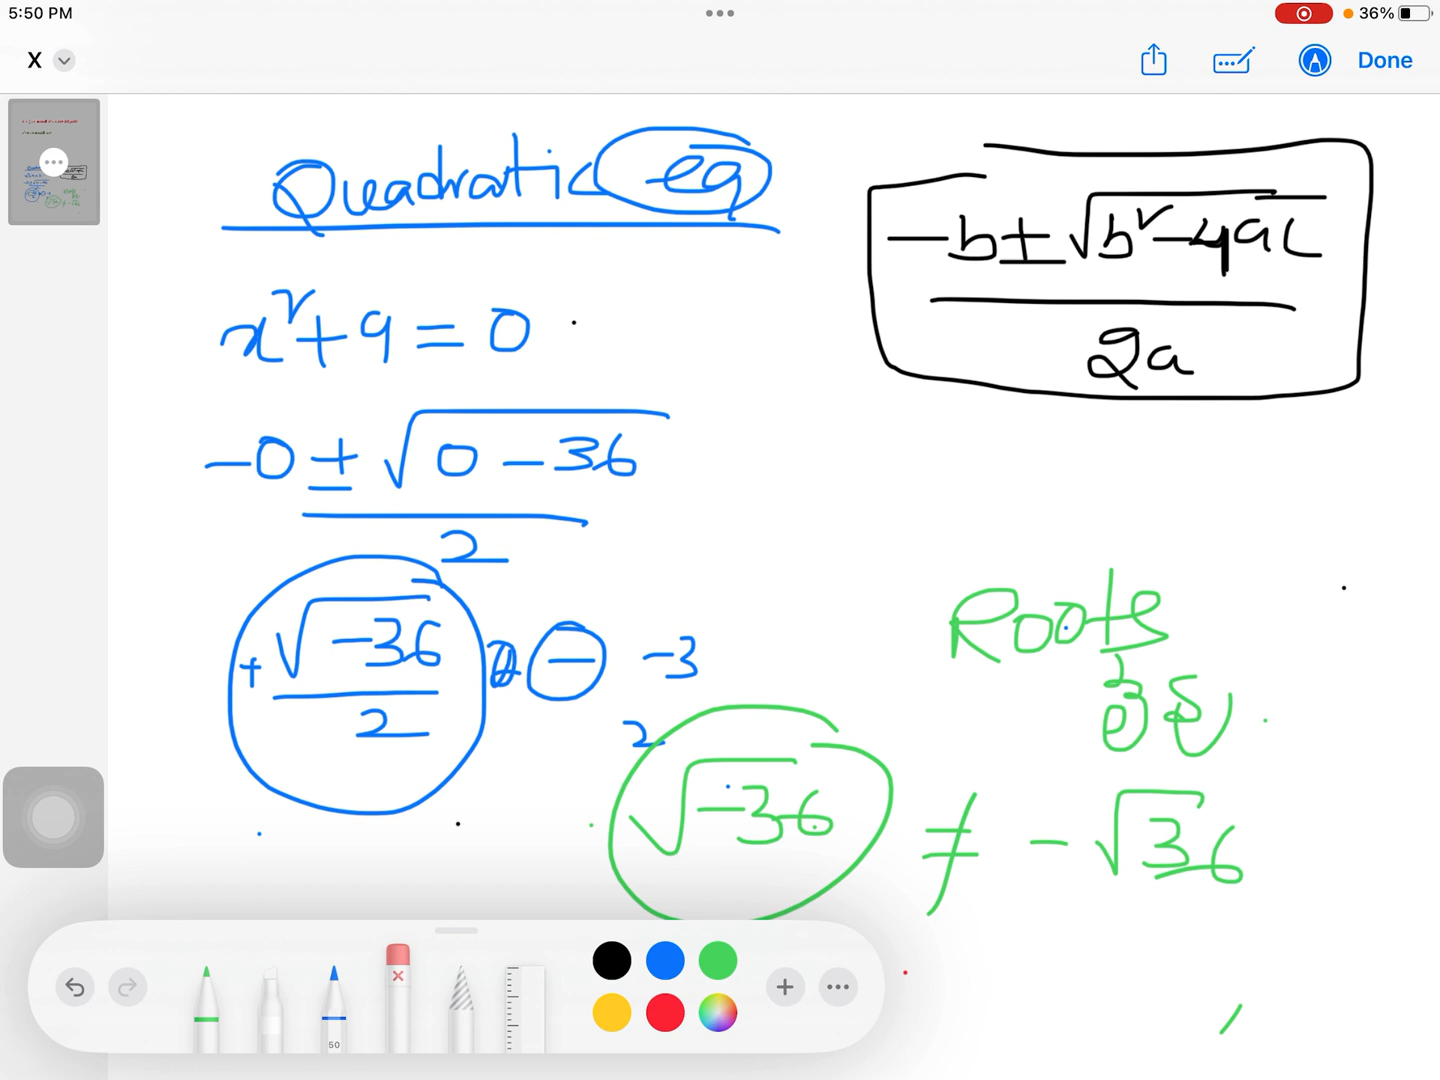 5:50 PM
36%
X
Done
Quadratic eq
-b ± √b² - 4ac
2a
x² + 9 = 0
-0 ± √0 - 36
2
+ √-36
2
- -3
2
Roots
√-36 ≠ -√36
50